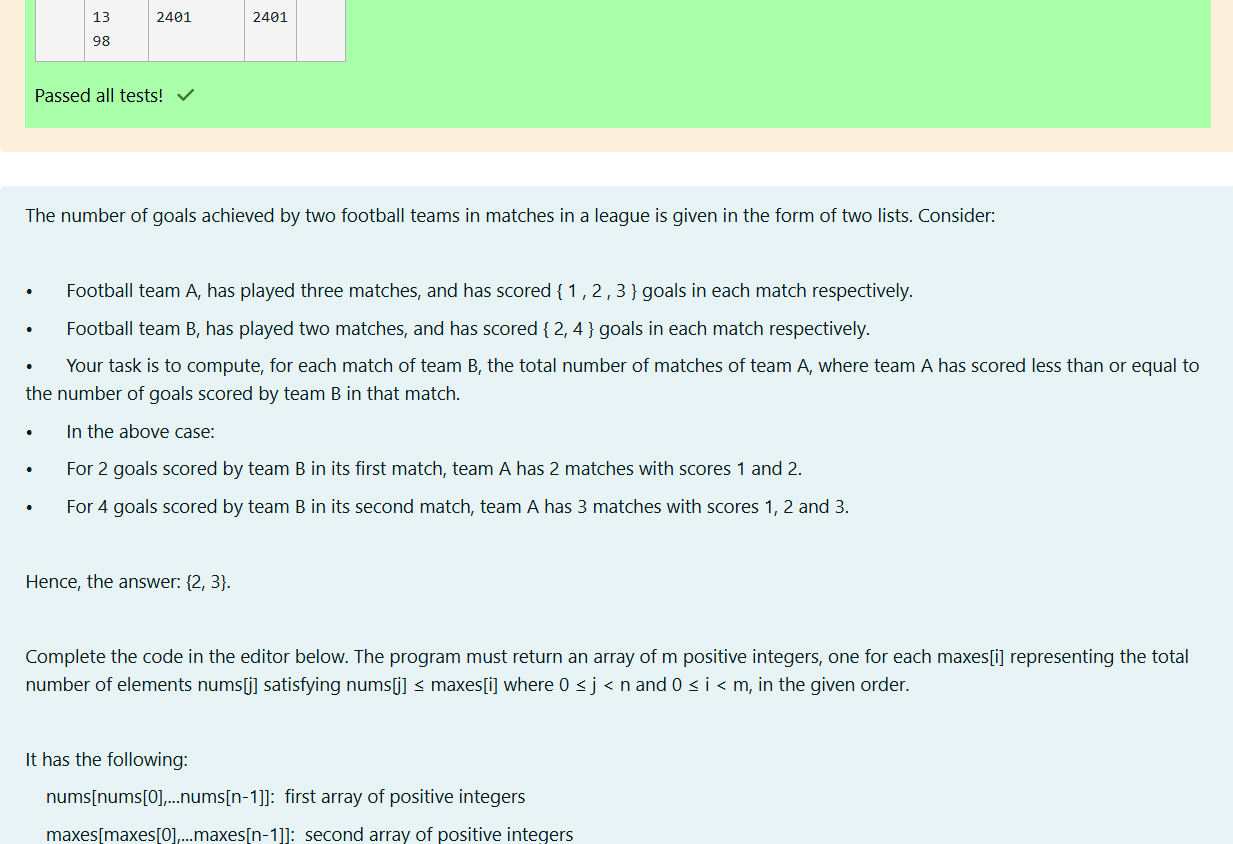 13 2401 2401
98
Passed all tests!
The number of goals achieved by two football teams in matches in a league is given in the form of two lists. Consider:
• Football team A, has played three matches, and has scored { 1 , 2 , 3 } goals in each match respectively.
• Football team B, has played two matches, and has scored { 2, 4 } goals in each match respectively.
• Your task is to compute, for each match of team B, the total number of matches of team A, where team A has scored less than or equal to
the number of goals scored by team B in that match.
• In the above case:
• For 2 goals scored by team B in its first match, team A has 2 matches with scores 1 and 2.
• For 4 goals scored by team B in its second match, team A has 3 matches with scores 1, 2 and 3.
Hence, the answer: {2, 3}.
Complete the code in the editor below. The program must return an array of m positive integers, one for each maxes[i] representing the total
number of elements nums[j] satisfying nums[j] ≤ maxes[i] where 0 ≤ j < n and 0 ≤ i < m, in the given order.
It has the following:
nums[nums[0],...nums[n-1]]: first array of positive integers
maxes[maxes[0],...maxes[n-1]]: second array of positive integers